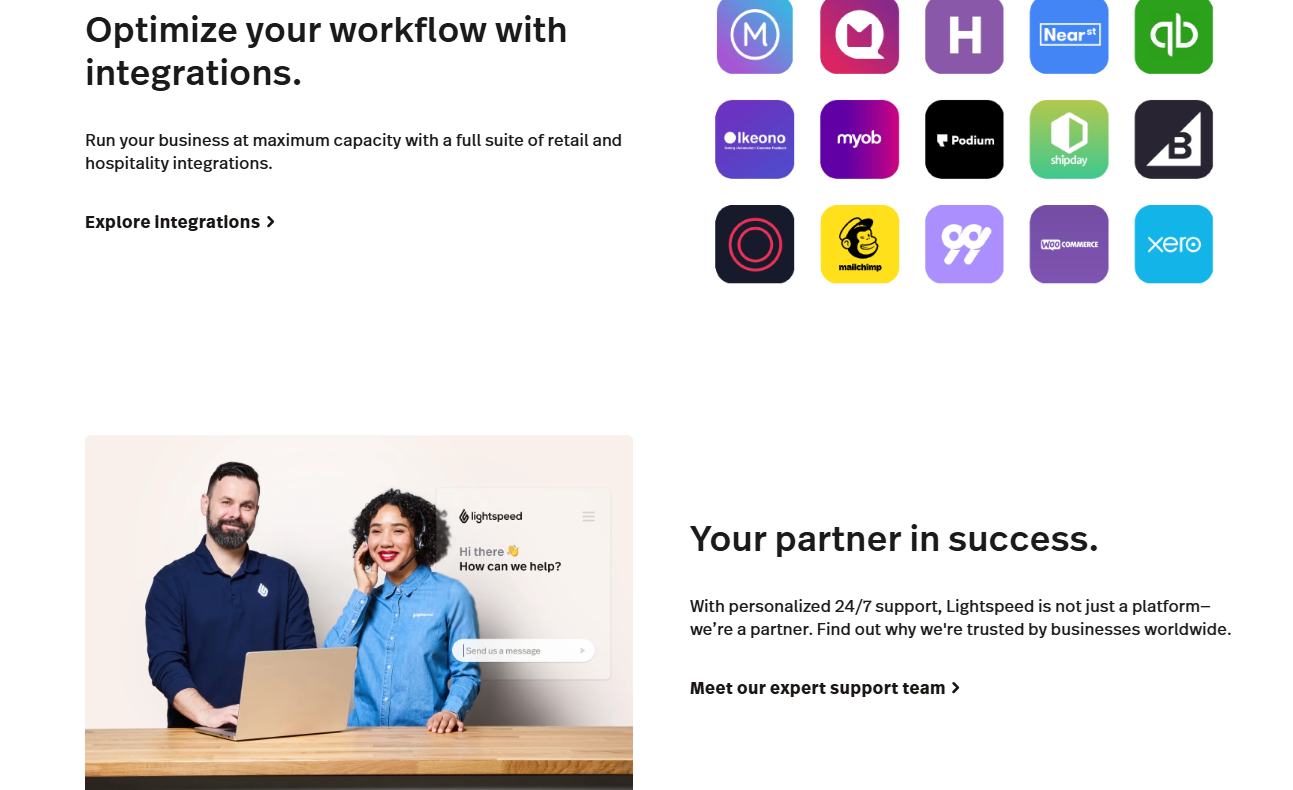 Optimize your workflow with
integrations.
Run your business at maximum capacity with a full suite of retail and
hospitality integrations.
Explore integrations
M
H
Near st
qb
Ikeono
myob
Podium
shipday
B
mailchimp
99
WOO COMMERCE
xero
lightspeed
Hi there 👋
How can we help?
Send us a message
lightspeed
Your partner in success.
With personalized 24/7 support, Lightspeed is not just a platform—
we’re a partner. Find out why we're trusted by businesses worldwide.
Meet our expert support team